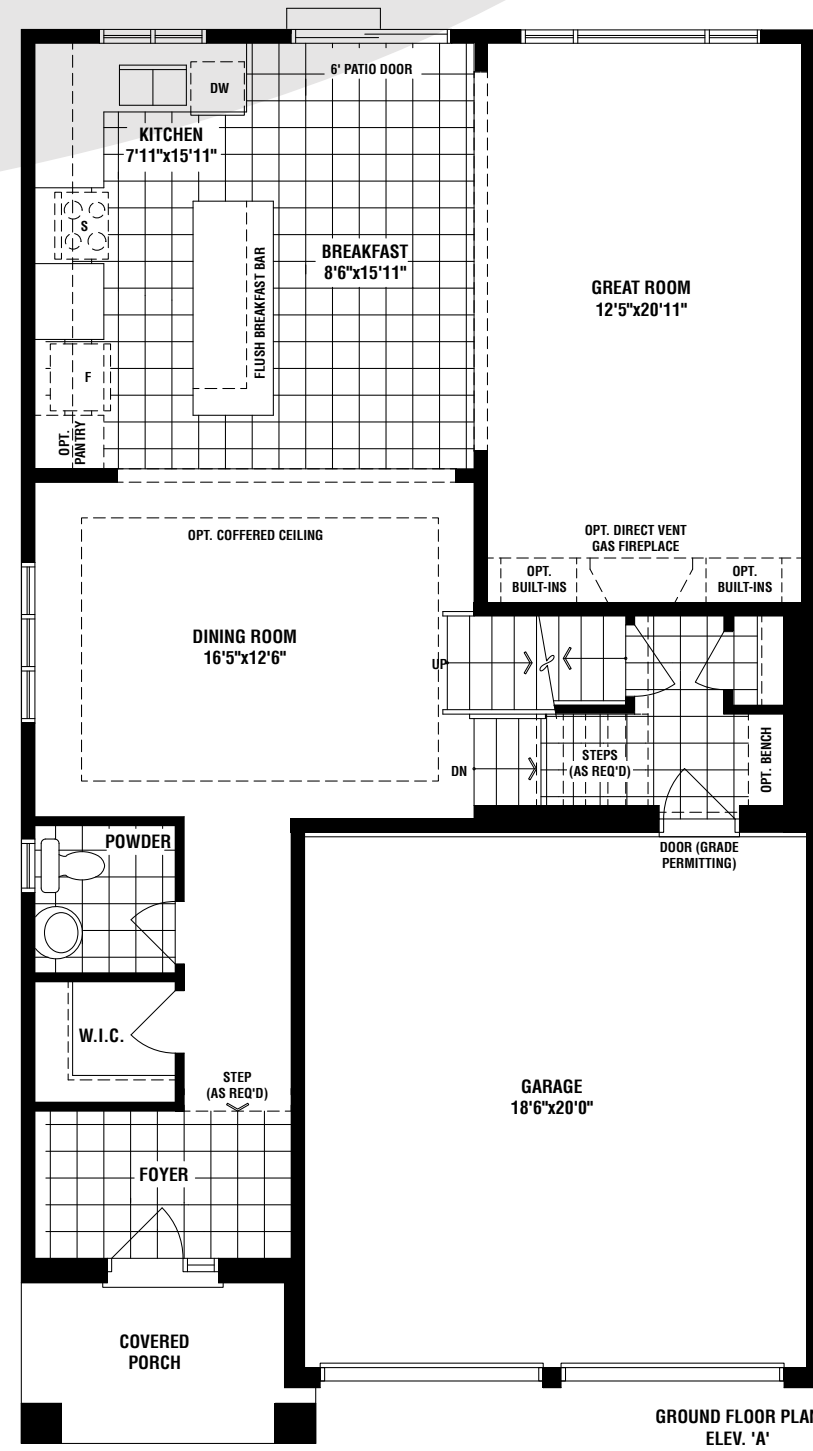 6' PATIO DOOR
DW
KITCHEN
7'11"x15'11"
S
BREAKFAST
8'6"x15'11"
FLUSH BREAKFAST BAR
GREAT ROOM
12'5"x20'11"
F
OPT.
PANTRY
OPT. COFFERED CEILING
OPT. DIRECT VENT
GAS FIREPLACE
OPT.
BUILT-INS
OPT.
BUILT-INS
DINING ROOM
16'5"x12'6"
UP
DN
STEPS
(AS REQ'D)
OPT. BENCH
POWDER
DOOR (GRADE
PERMITTING)
W.I.C.
STEP
(AS REQ'D)
GARAGE
18'6"x20'0"
FOYER
COVERED
PORCH
GROUND FLOOR PLAN
ELEV. 'A'